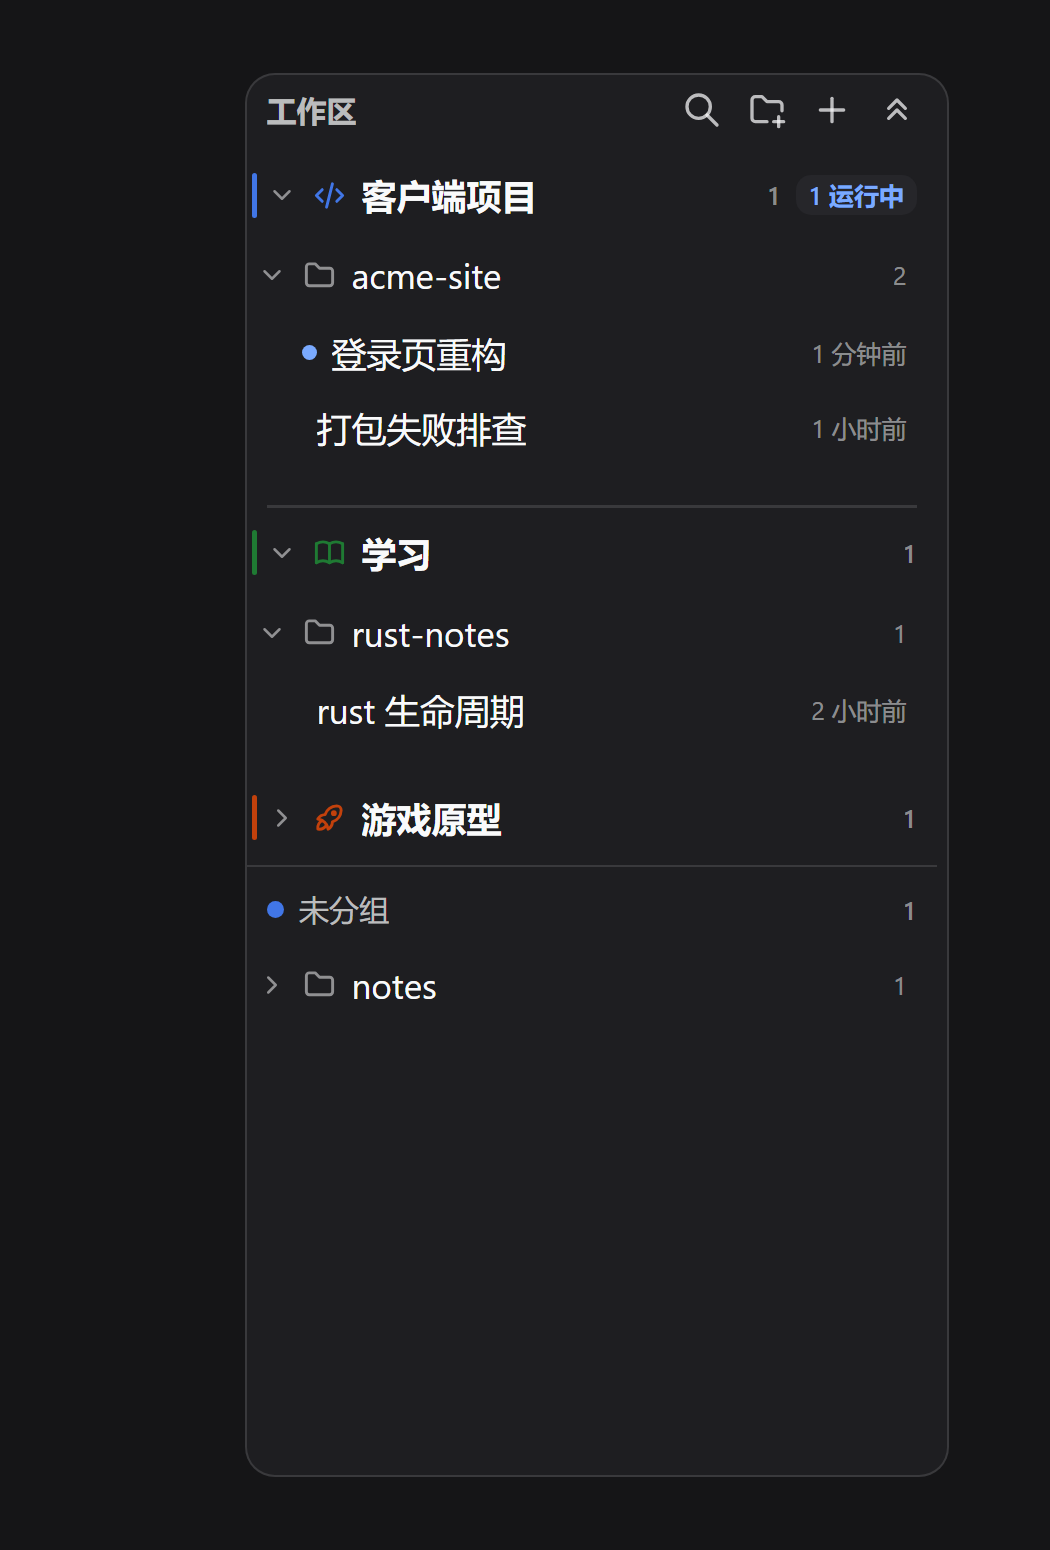 工作区
客户端项目 1 1 运行中
acme-site 2
登录页重构 1 分钟前
打包失败排查 1 小时前
学习 1
rust-notes 1
rust 生命周期 2 小时前
游戏原型 1
未分组 1
notes 1